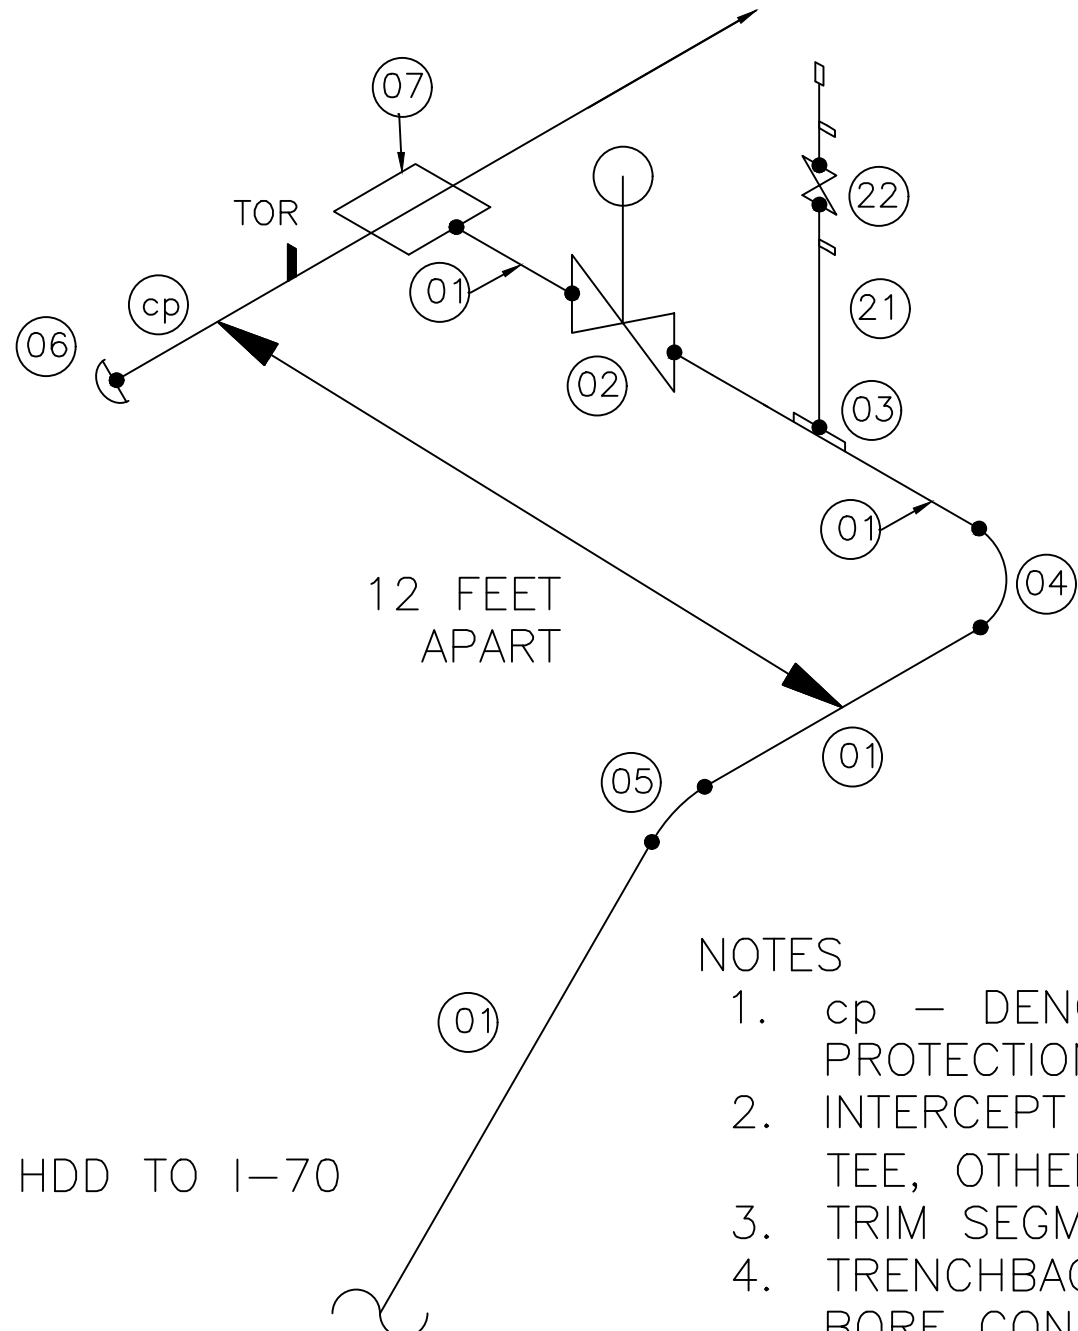 07
TOR
22
01
cp
21
06
02
03
01
12 FEET
APART
04
01
05
NOTES
01
1. cp –
PROTECTION
2. INTERCEPT
HDD TO I–70
TEE,
3. TRIM
4.